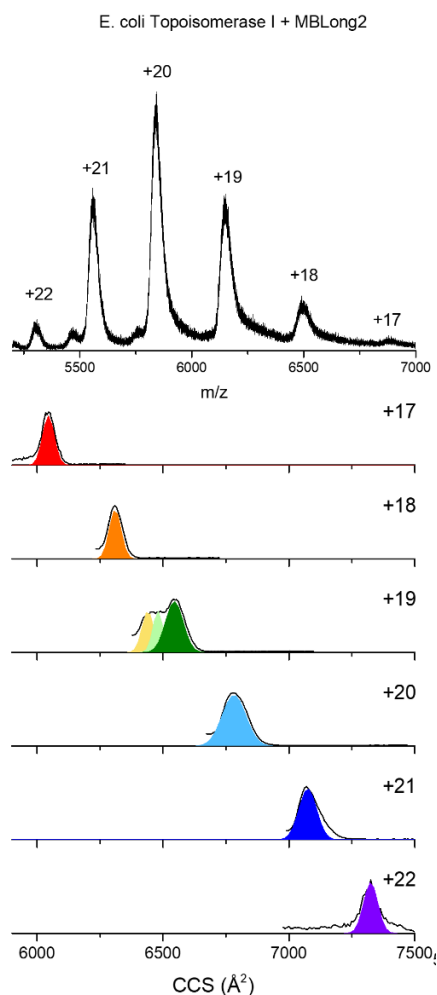 E. coli Topoisomerase I + MBLong2
+20
+21
+19
+22
+18
+17
5500 6000 6500 7000
m/z
+17
+18
+19
+20
+21
+22
6000 6500 7000 7500 5
CCS (Å²)